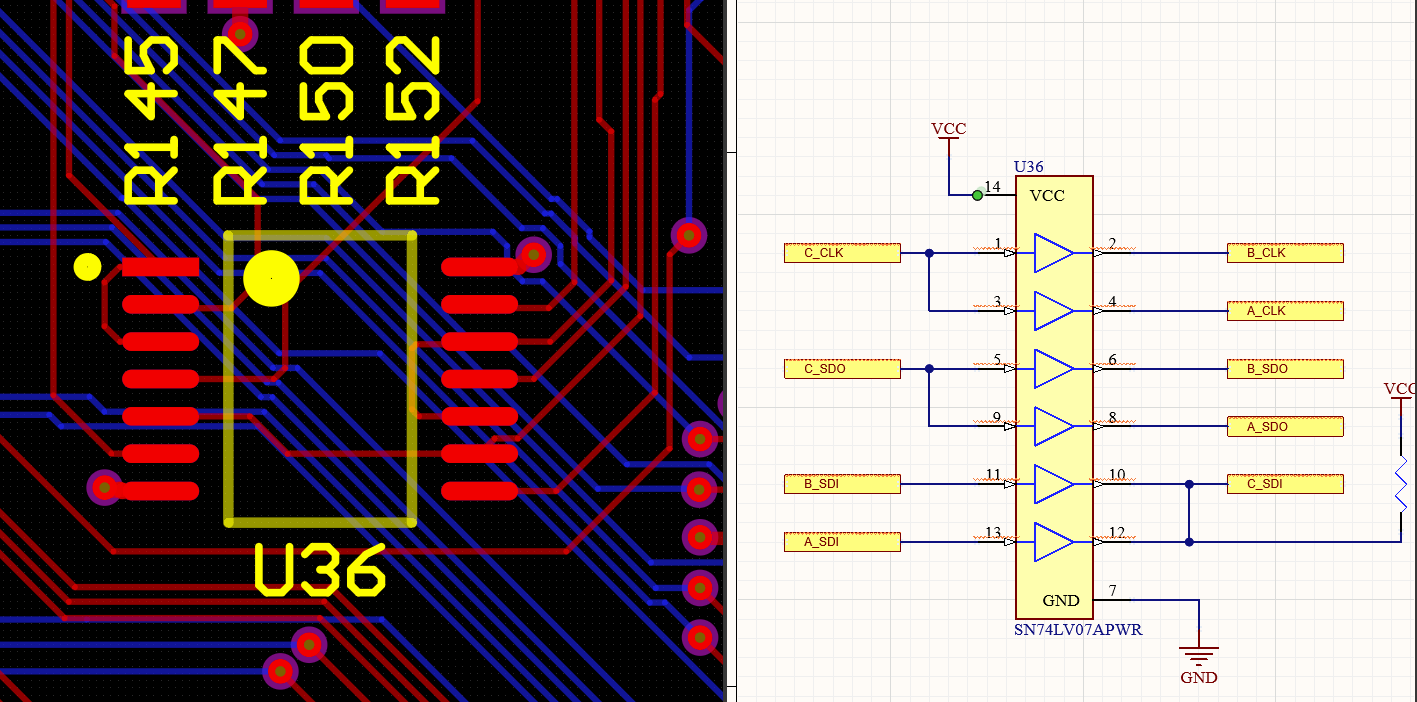 R145
R147
R150
R152
U36
VCC
U36
14
VCC
C_CLK
1
2
B_CLK
3
4
A_CLK
C_SDO
5
6
B_SDO
VCC
9
8
A_SDO
B_SDI
11
10
C_SDI
A_SDI
13
12
GND
7
SN74LV07APWR
GND